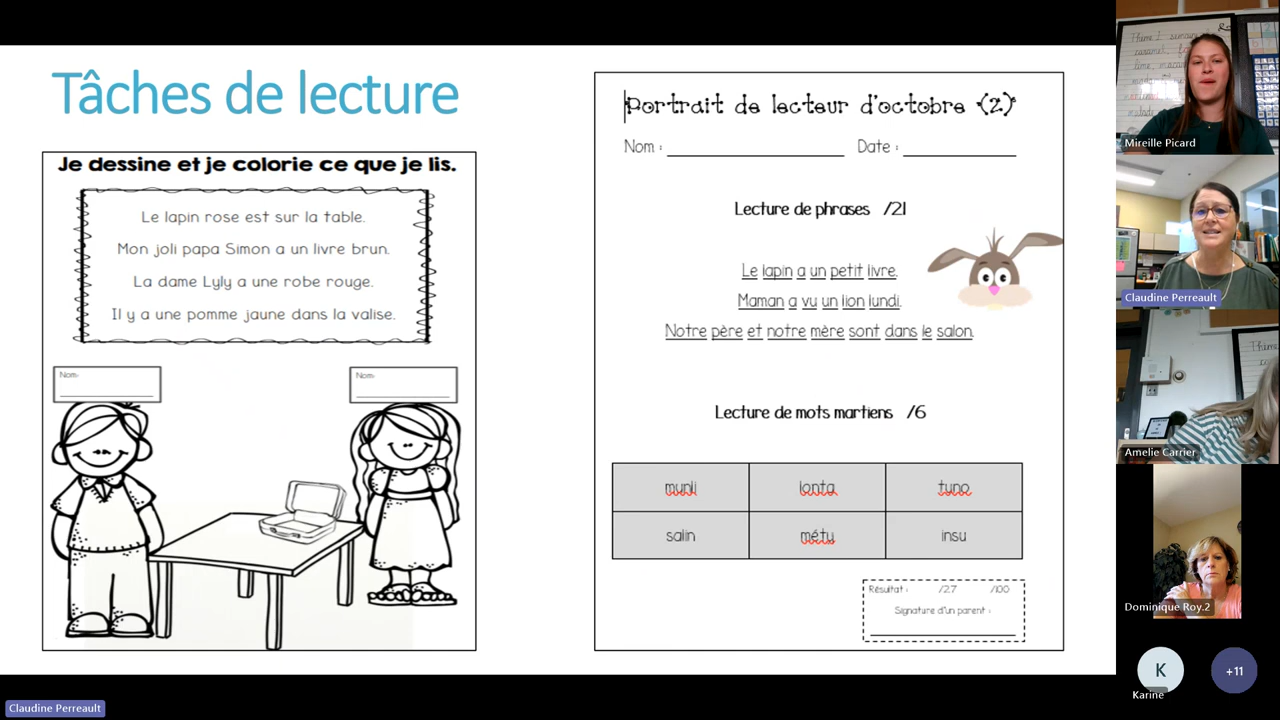 Tâches de lecture
Je dessine et je colorie ce que je lis.
Le lapin rose est sur la table.
Mon joli papa Simon a un livre brun.
La dame Lyly a une robe rouge.
Il y a une pomme jaune dans la valise.
Nom:
Nom:
Portrait de lecteur d'octobre (2)
Nom :
Date :
Lecture de phrases /21
Le lapin a un petit livre.
Maman a vu un lion lundi.
Notre père et notre mère sont dans le salon.
Lecture de mots martiens /6
munli lonta tuno
salin métu insu
Résultat : /27 /100
Signature d'un parent :
Mireille Picard
Claudine Perreault
Amelie Carrier
Dominique Roy.2
K
Karine
+11
Claudine Perreault